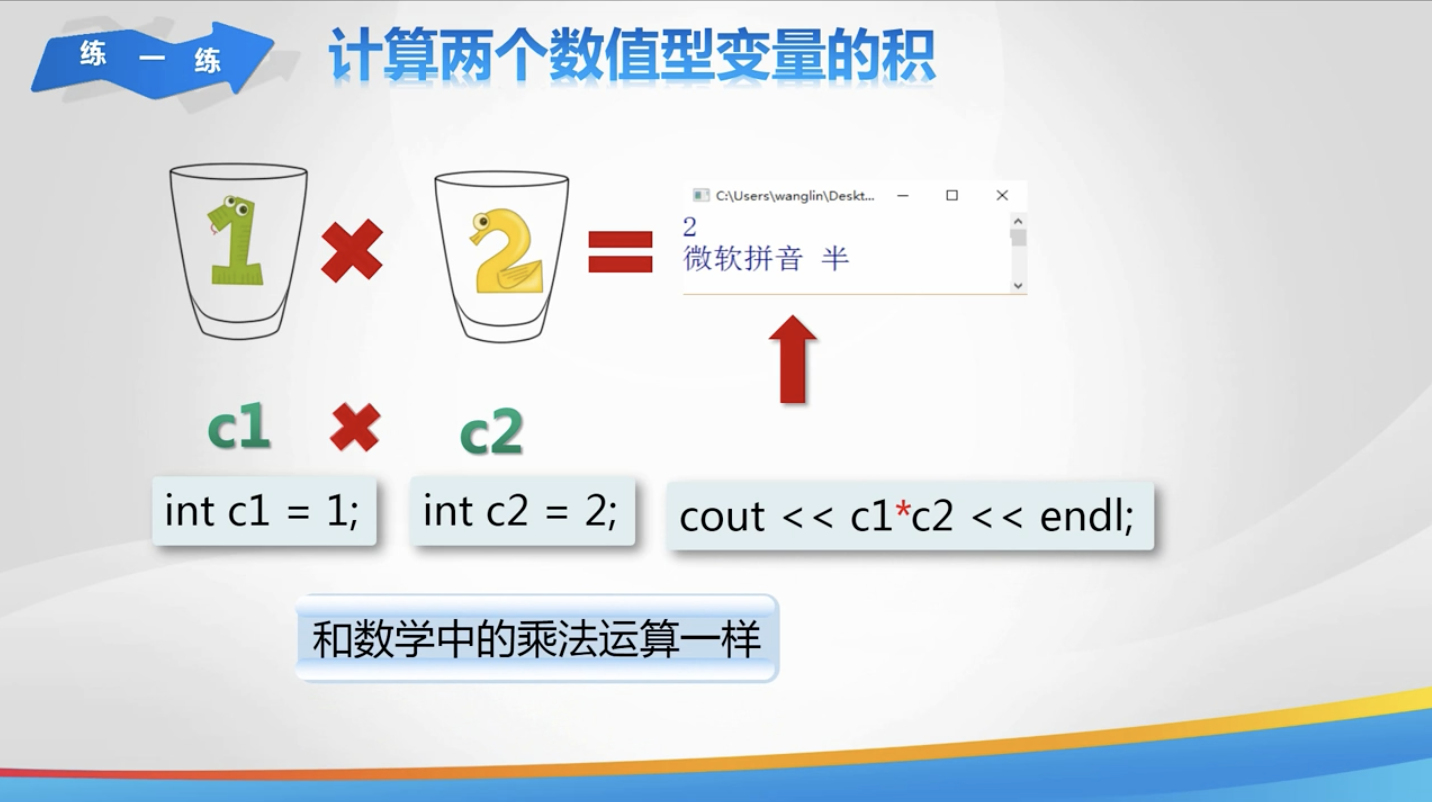 练一练
计算两个数值型变量的积
1 × 2 =
C:\Users\wanglin\Deskt...
2
微软拼音 半
c1 × c2
int c1 = 1;
int c2 = 2;
cout << c1*c2 << endl;
和数学中的乘法运算一样